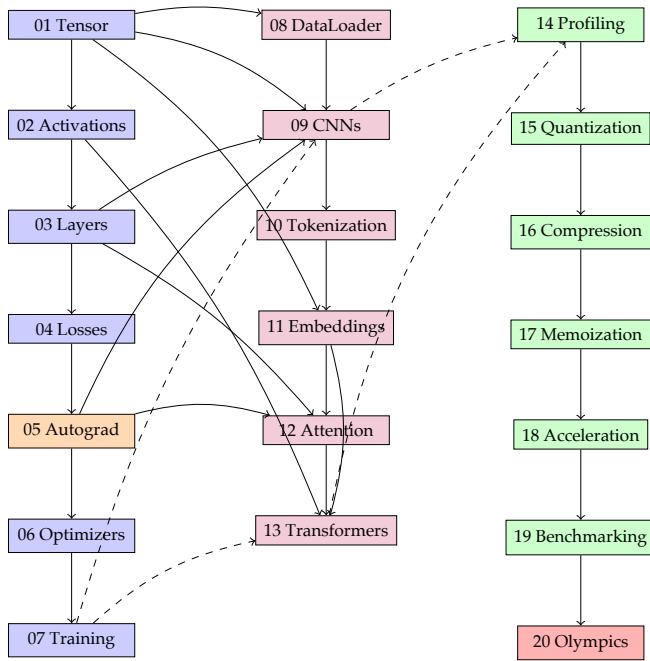 01 Tensor
02 Activations
03 Layers
04 Losses
05 Autograd
06 Optimizers
07 Training
08 DataLoader
09 CNNs
10 Tokenization
11 Embeddings
12 Attention
13 Transformers
14 Profiling
15 Quantization
16 Compression
17 Memoization
18 Acceleration
19 Benchmarking
20 Olympics